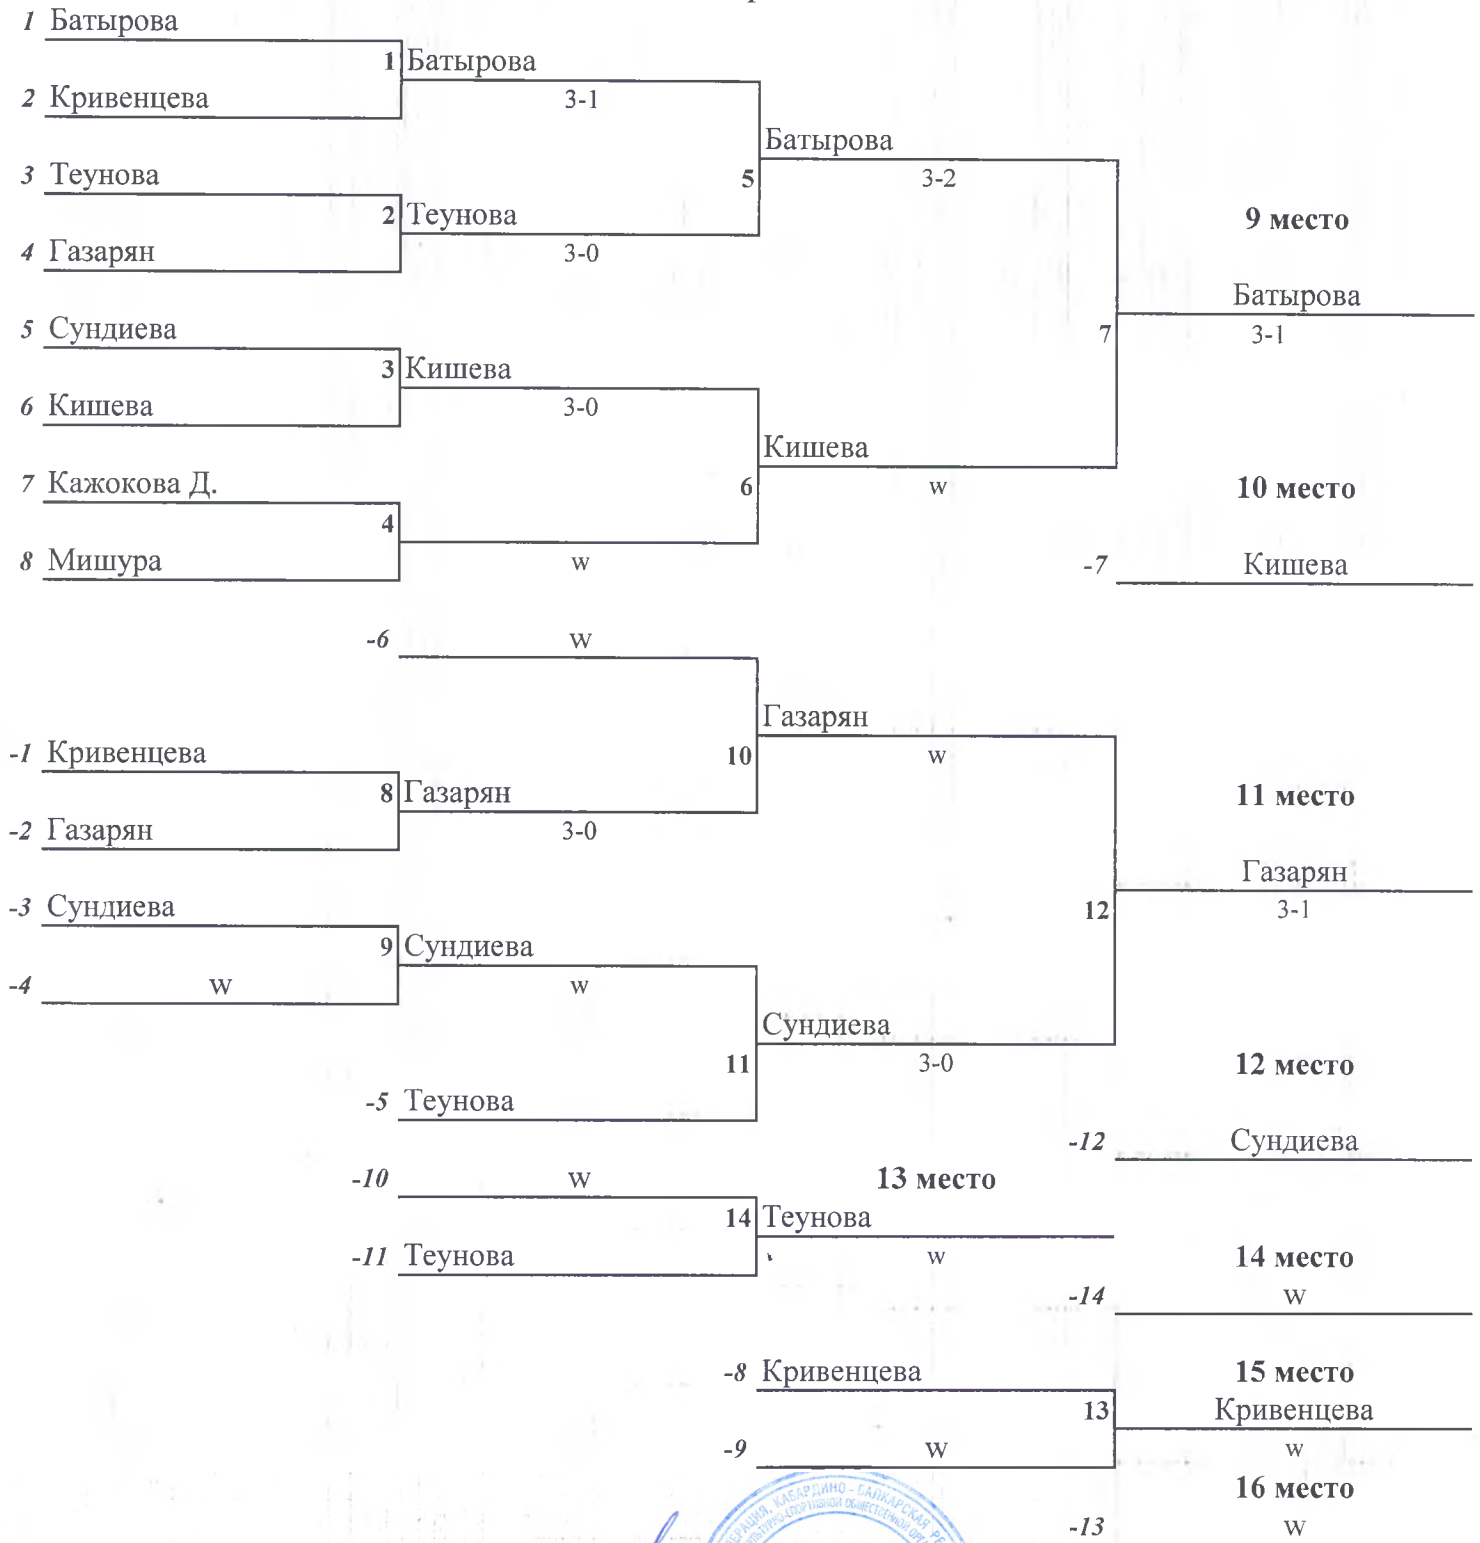 1 Батырова
1 Батырова
2 Кривенцева
3-1
Батырова
3 Теунова
5
3-2
2 Теунова
9 место
4 Газарян
3-0
Батырова
5 Сундиева
7
3-1
3 Кишева
6 Кишева
3-0
Кишева
7 Кажокова Д.
6
w
10 место
4
8 Мишура
w
-7 Кишева
-6 w
Газарян
-1 Кривенцева
10
w
8 Газарян
11 место
-2 Газарян
3-0
Газарян
-3 Сундиева
12
3-1
9 Сундиева
-4 w
w
Сундиева
11
3-0
12 место
-5 Теунова
-12 Сундиева
-10 w
13 место
14 Теунова
-11 Теунова
w
14 место
-14 w
-8 Кривенцева
15 место
13 Кривенцева
-9 w
w
16 место
-13 w
КАБАРДИНО-БАЛКАРСКАЯ